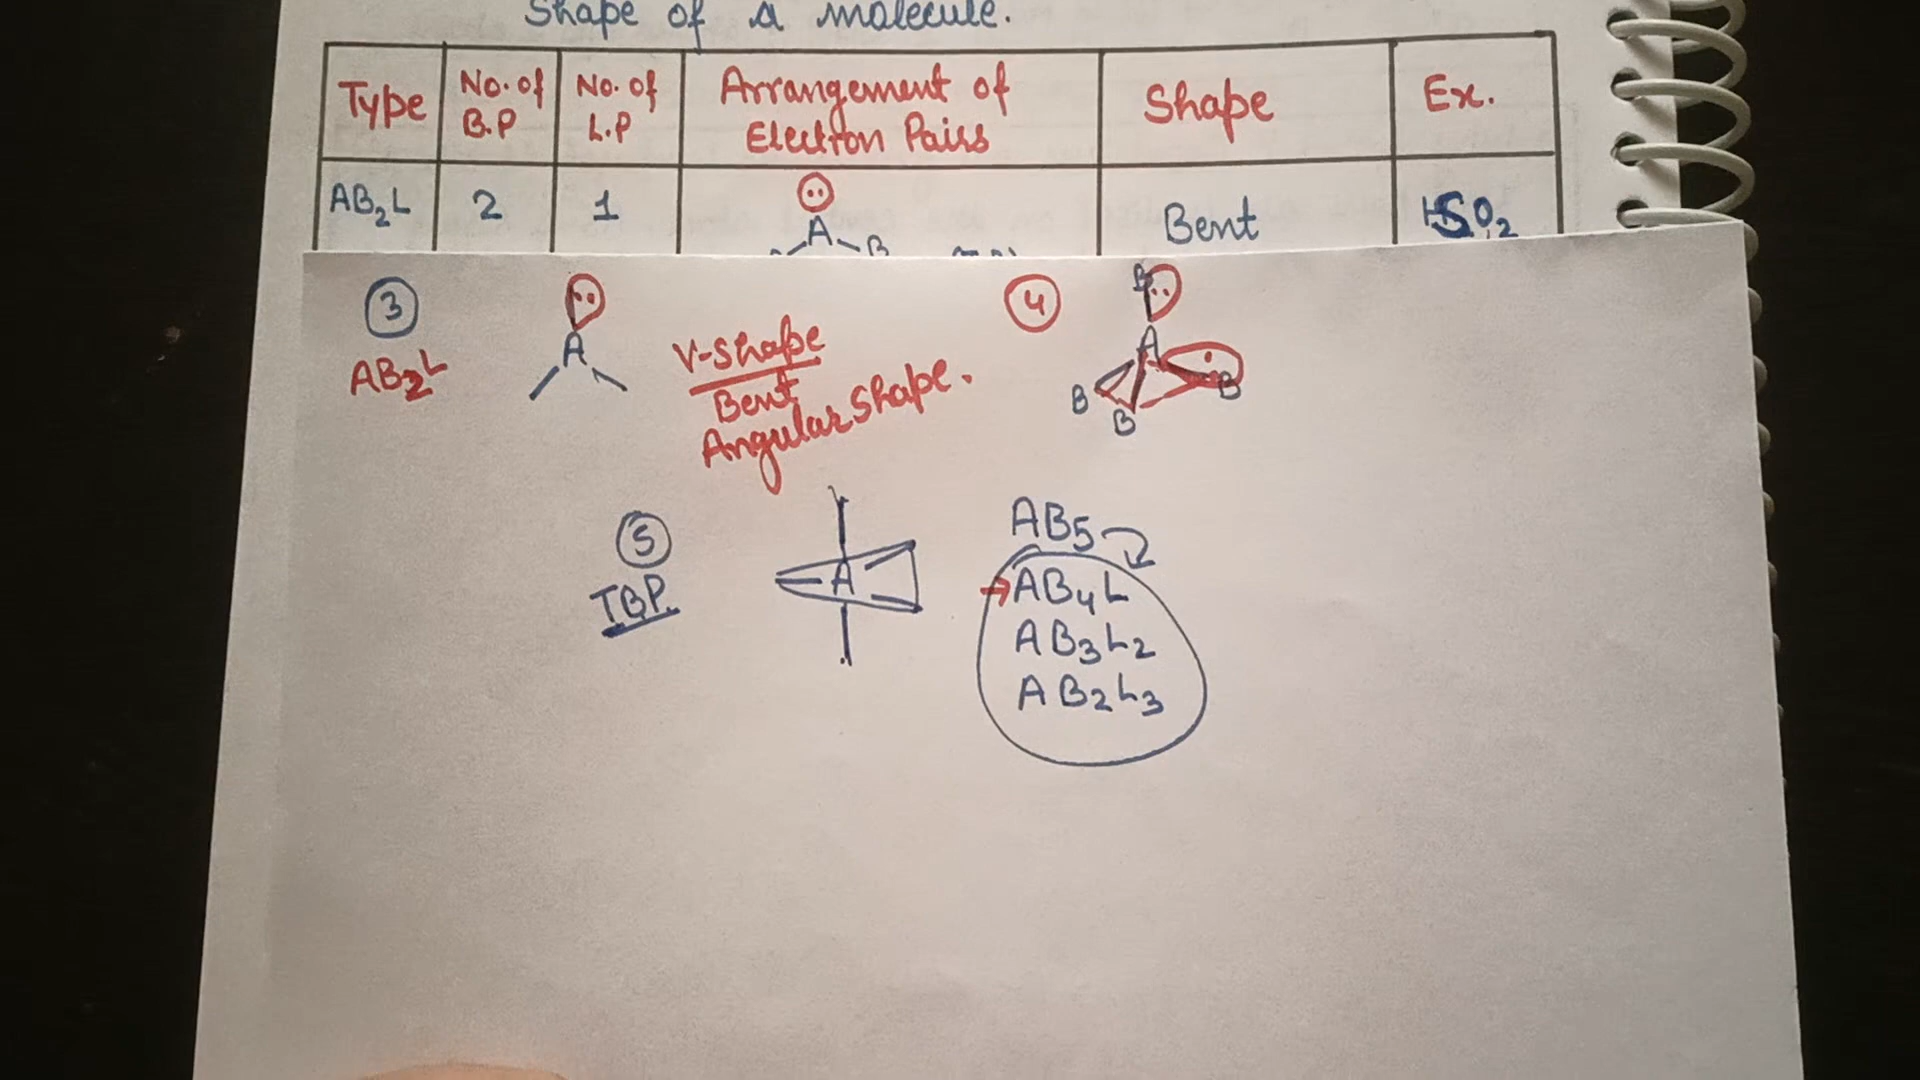 Shape of a molecule.
Type
No. of
B.P
No. of
L.P
Arrangement of
Electron Pairs
Shape
Ex.
AB₂L
2
1
A
B
Bent
SO₂
3
AB₂L
A
V-Shape
Bent
Angular Shape.
4
B
A
B
B
B
5
TBP
A
AB₅
→AB₄L
AB₃L₂
AB₂L₃